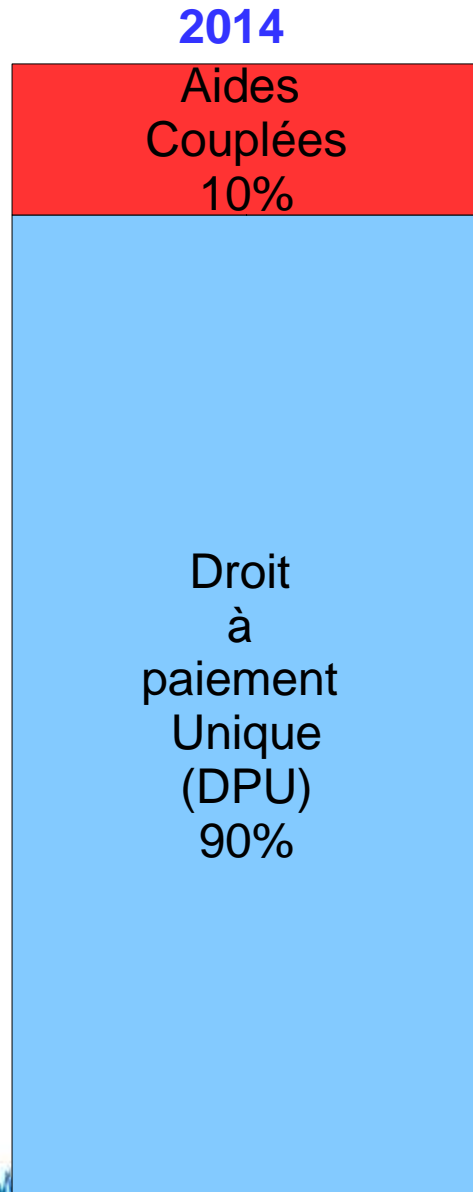 2014
Aides
Couplées
10%
Droit
à
paiement
Unique
(DPU)
90%